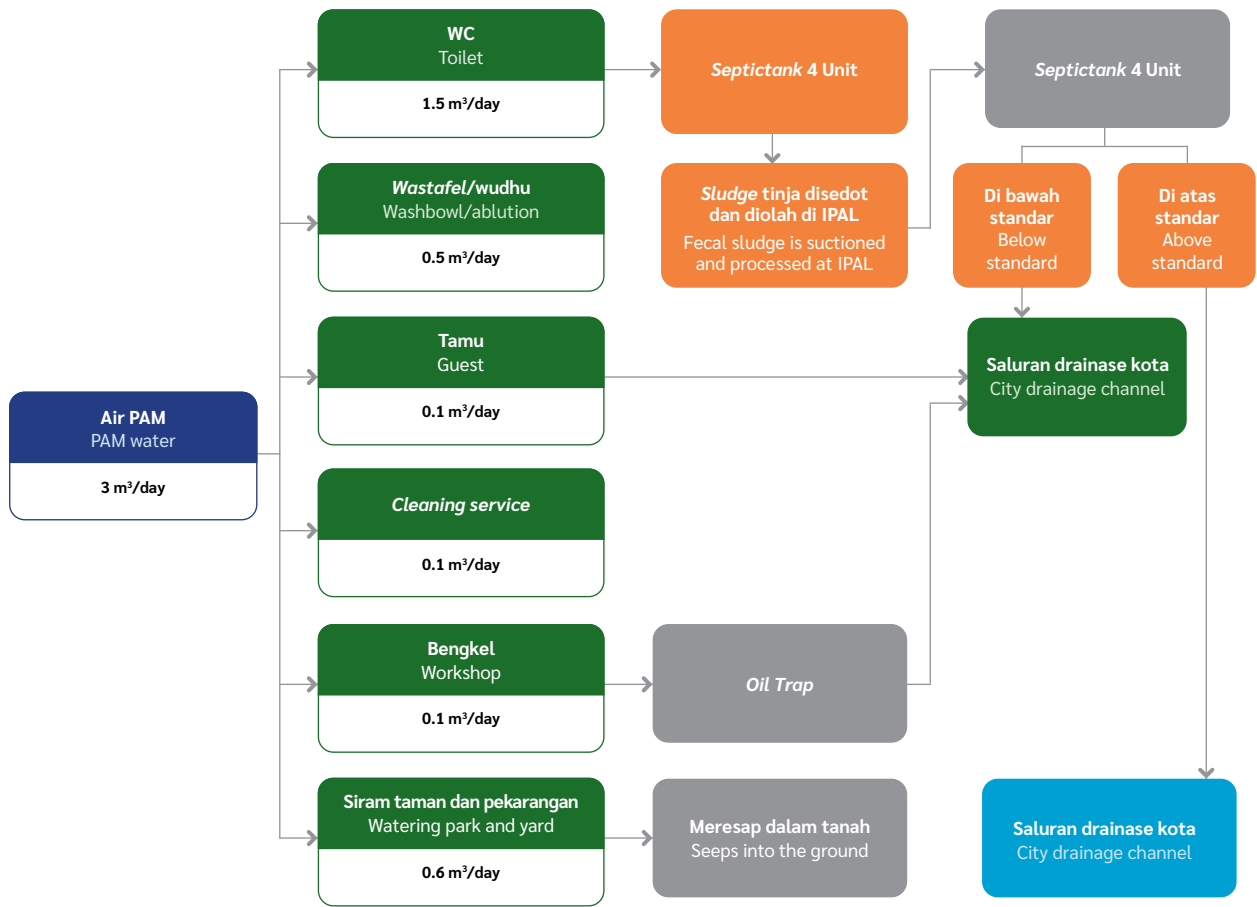 Air PAM
PAM water
3 m³/day
WC
Toilet
1.5 m³/day
Wastafel/wudhu
Washbowl/ablution
0.5 m³/day
Tamu
Guest
0.1 m³/day
Cleaning service
0.1 m³/day
Bengkel
Workshop
0.1 m³/day
Siram taman dan pekarangan
Watering park and yard
0.6 m³/day
Septictank 4 Unit
Sludge tinja disedot
dan diolah di IPAL
Fecal sludge is suctioned
and processed at IPAL
Oil Trap
Meresap dalam tanah
Seeps into the ground
Septictank 4 Unit
Di bawah
standar
Below
standard
Di atas
standar
Above
standard
Saluran drainase kota
City drainage channel
Saluran drainase kota
City drainage channel